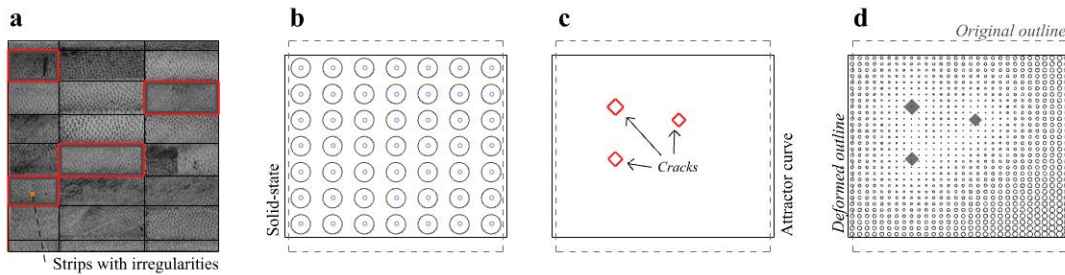 a
b
c
d
Original outline
Solid-state
Cracks
Attractor curve
Deformed outline
Strips with irregularities